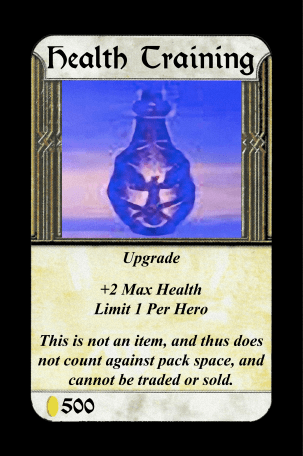 Health Training
Upgrade
+2 Max Health
Limit 1 Per Hero
This is not an item, and thus does
not count against pack space, and
cannot be traded or sold.
500